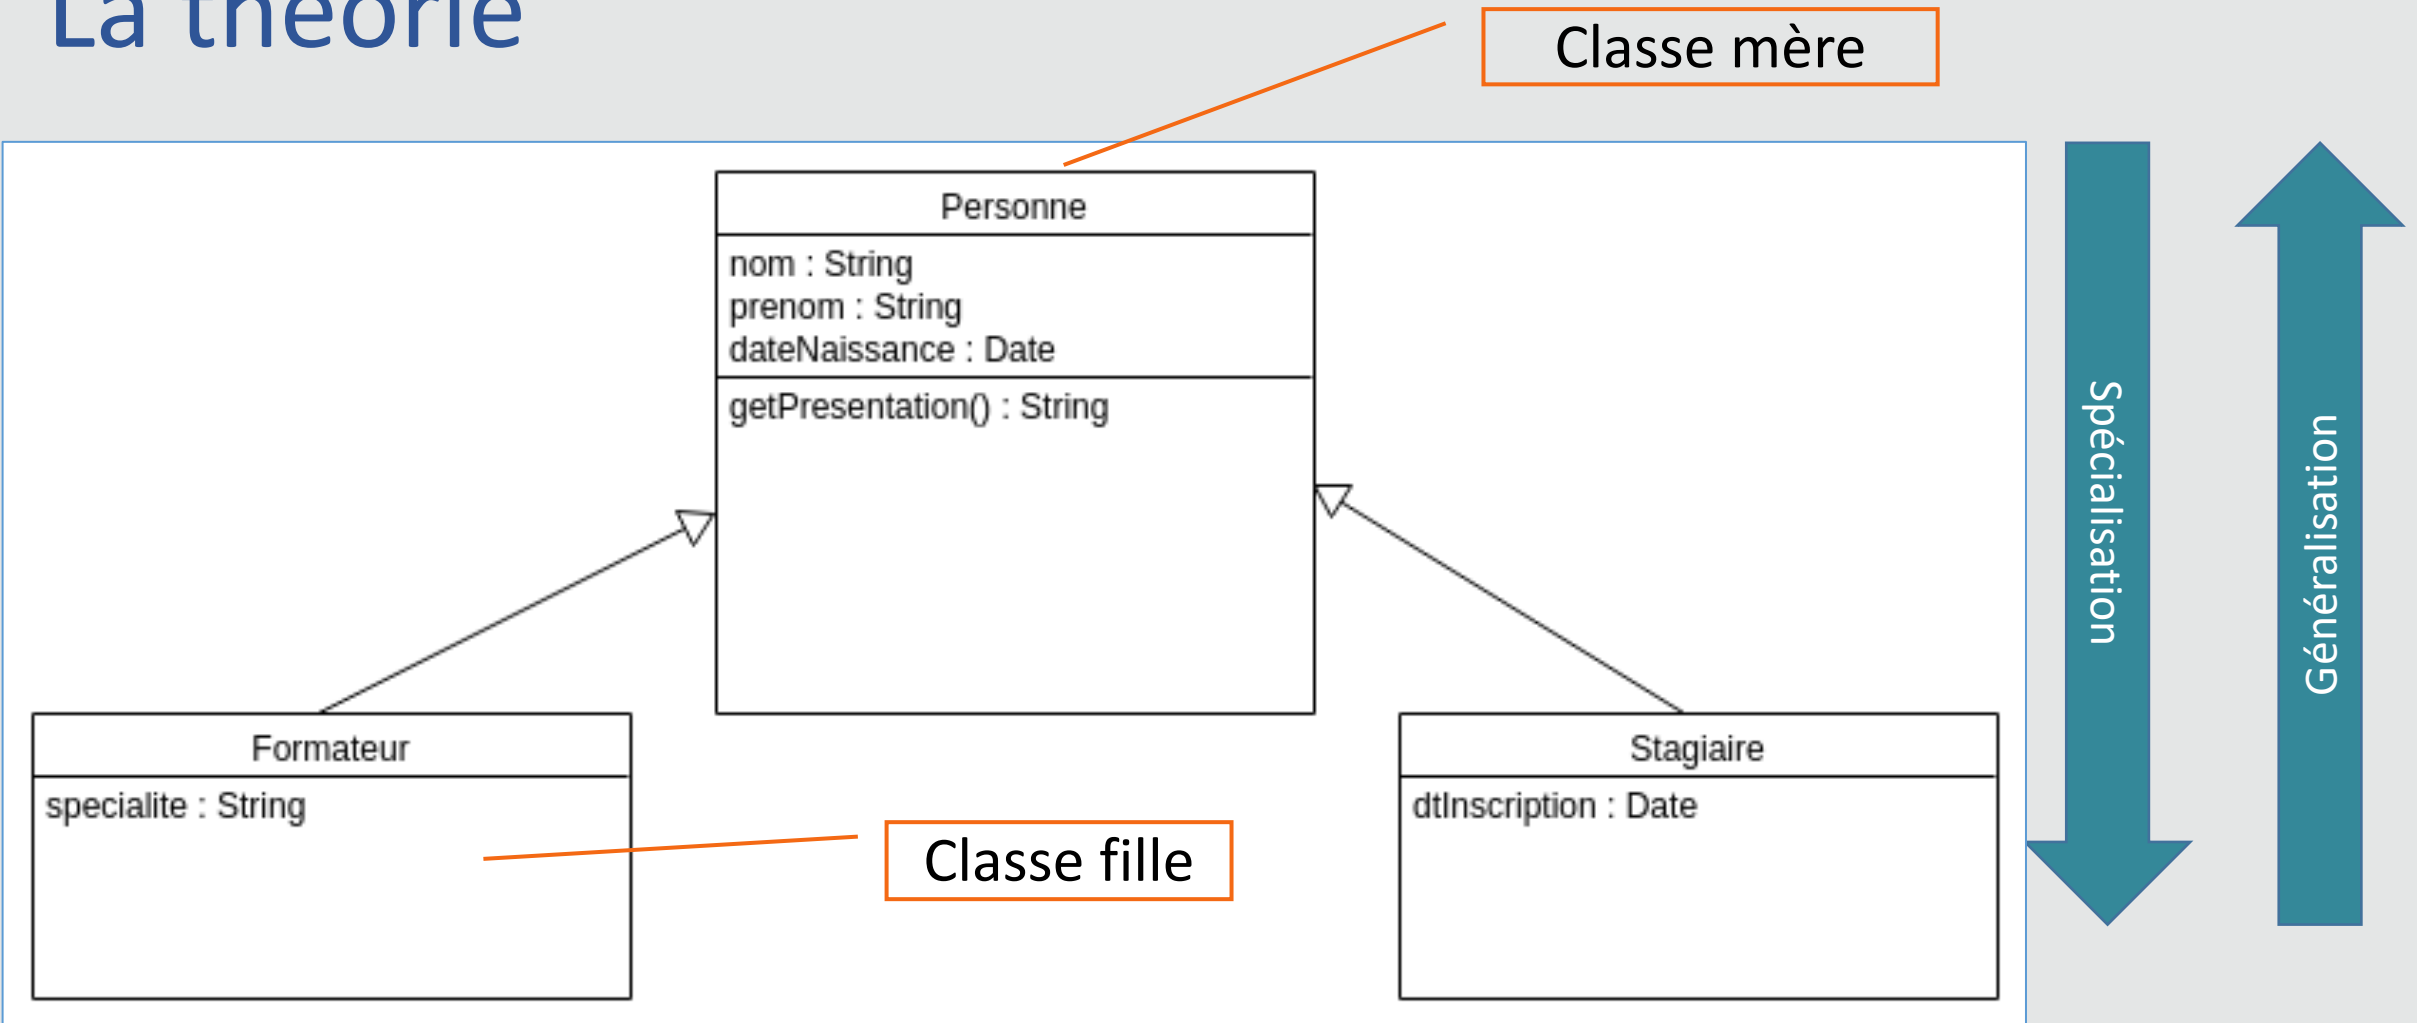 La théorie
Classe mère
Personne
nom : String
prenom : String
dateNaissance : Date
getPresentation() : String
Spécialisation
Généralisation
Formateur
specialite : String
Classe fille
Stagiaire
dtInscription : Date